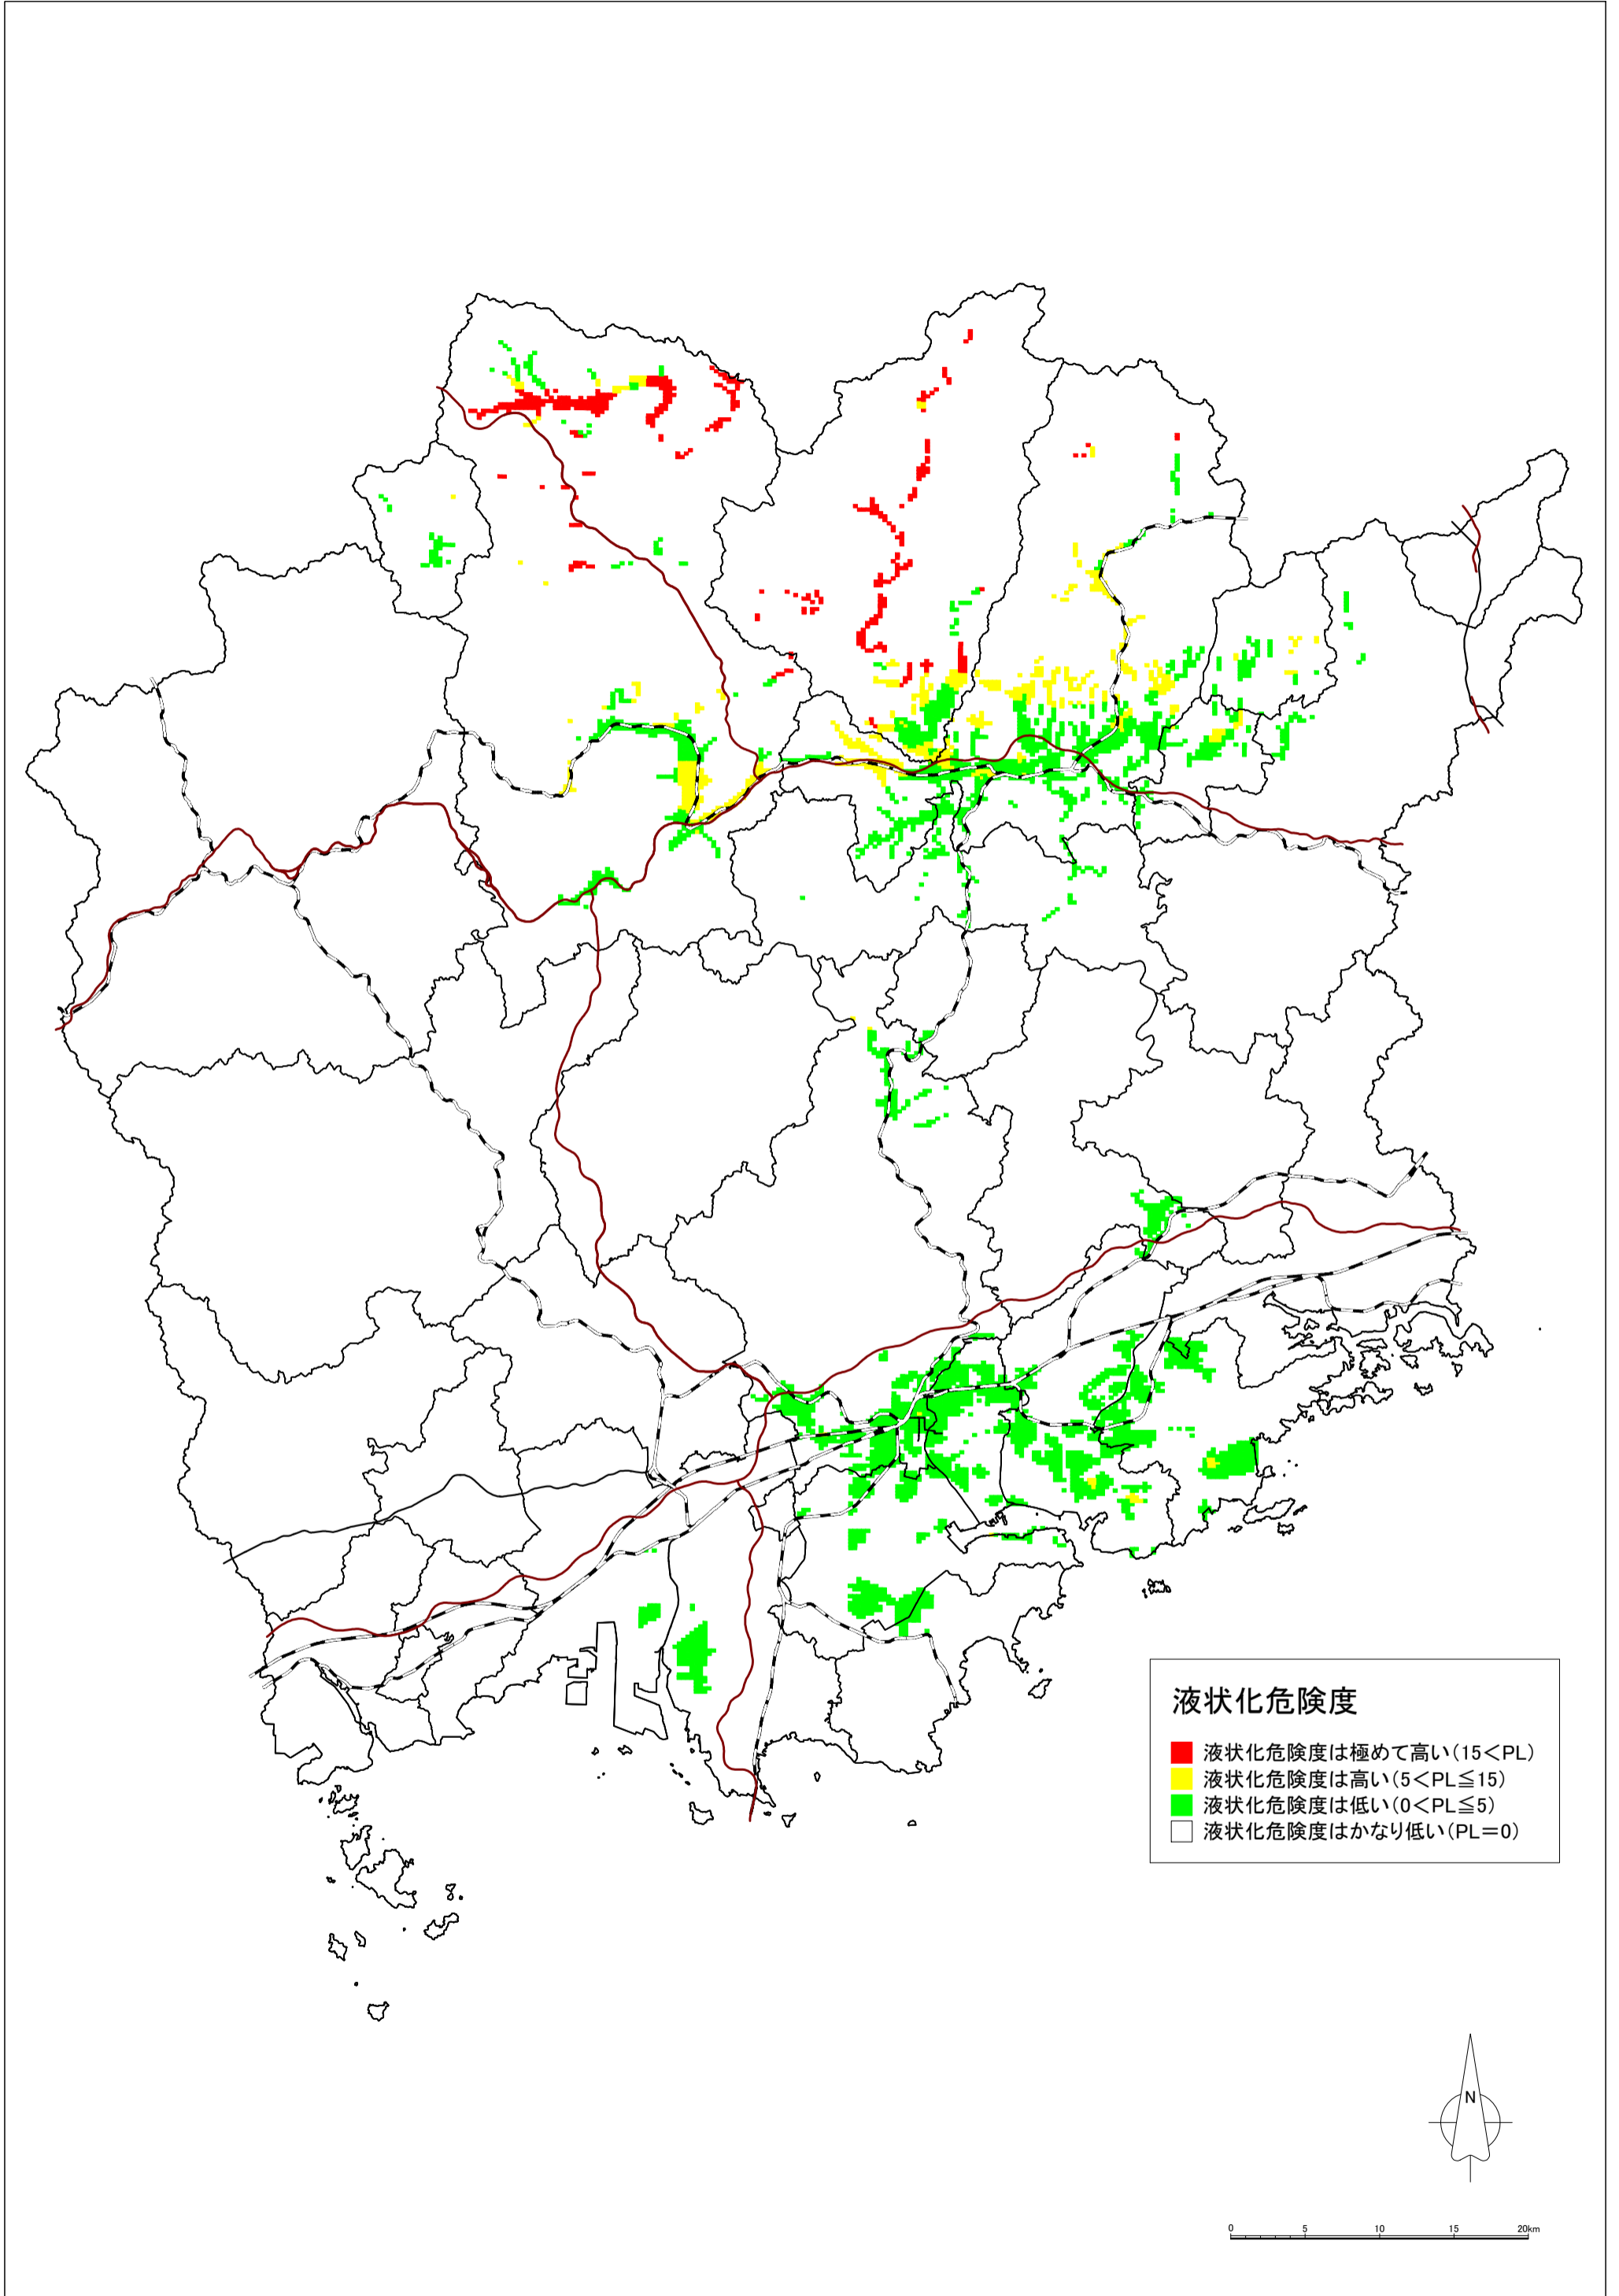 液状化危険度
液状化危険度は極めて高い(15<PL)
液状化危険度は高い(5<PL≦15)
液状化危険度は低い(0<PL≦5)
液状化危険度はかなり低い(PL=0)
N
0 5 10 15 20km